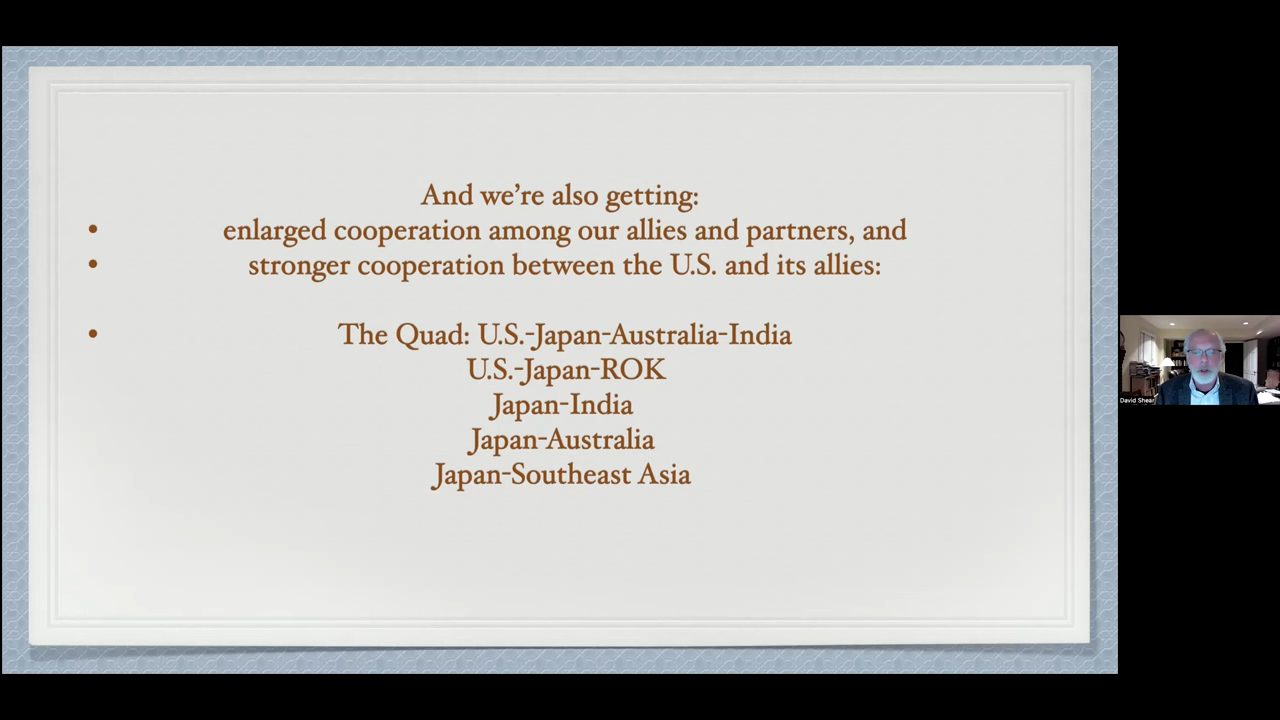 And we’re also getting:
• enlarged cooperation among our allies and partners, and
• stronger cooperation between the U.S. and its allies:
• The Quad: U.S.-Japan-Australia-India
U.S.-Japan-ROK
Japan-India
Japan-Australia
Japan-Southeast Asia
David Shear